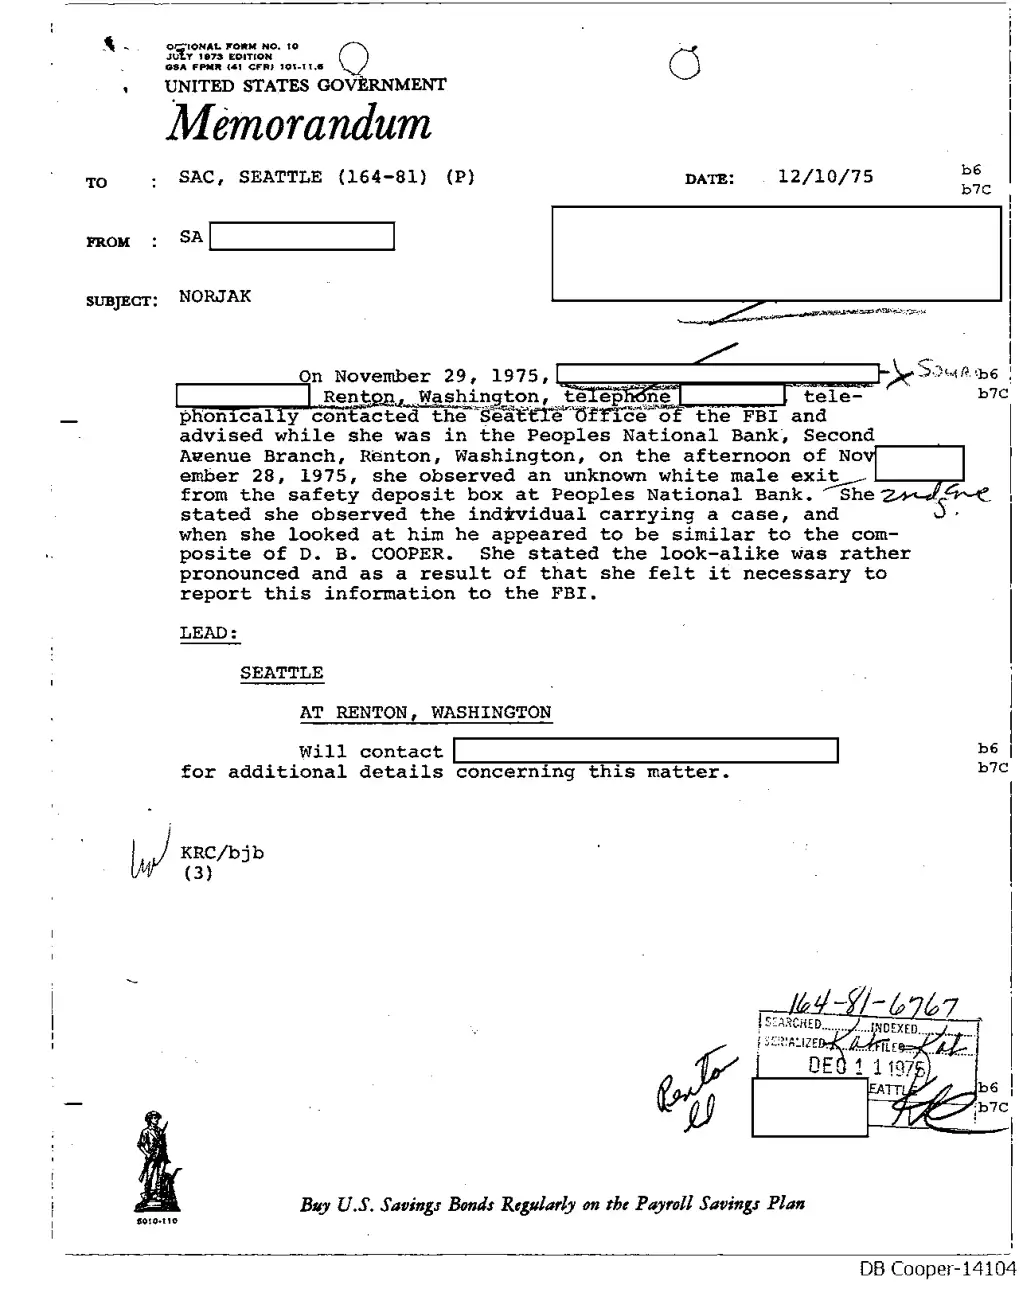 OPTIONAL FORM NO. 10
JULY 1973 EDITION
GSA FPMR (41 CFR) 101-11.6
UNITED STATES GOVERNMENT
Memorandum
TO : SAC, SEATTLE (164-81) (P)
DATE: 12/10/75
b6
b7C
FROM : SA
SUBJECT: NORJAK
On November 29, 1975,
b6
Renton, Washington, telephone , tele-
b7C
phonically contacted the Seattle Office of the FBI and
advised while she was in the Peoples National Bank, Second
Avenue Branch, Renton, Washington, on the afternoon of Nov
ember 28, 1975, she observed an unknown white male exit
from the safety deposit box at Peoples National Bank. She
stated she observed the individual carrying a case, and
when she looked at him he appeared to be similar to the com-
posite of D. B. COOPER. She stated the look-alike was rather
pronounced and as a result of that she felt it necessary to
report this information to the FBI.
LEAD:
SEATTLE
AT RENTON, WASHINGTON
Will contact
b6
for additional details concerning this matter.
b7C
KRC/bjb
(3)
164-81-6767
SEARCHED INDEXED
SERIALIZED FILED
DEC 11 1975
Renton
b6
b7C
Buy U.S. Savings Bonds Regularly on the Payroll Savings Plan
5010-110
DB Cooper-14104